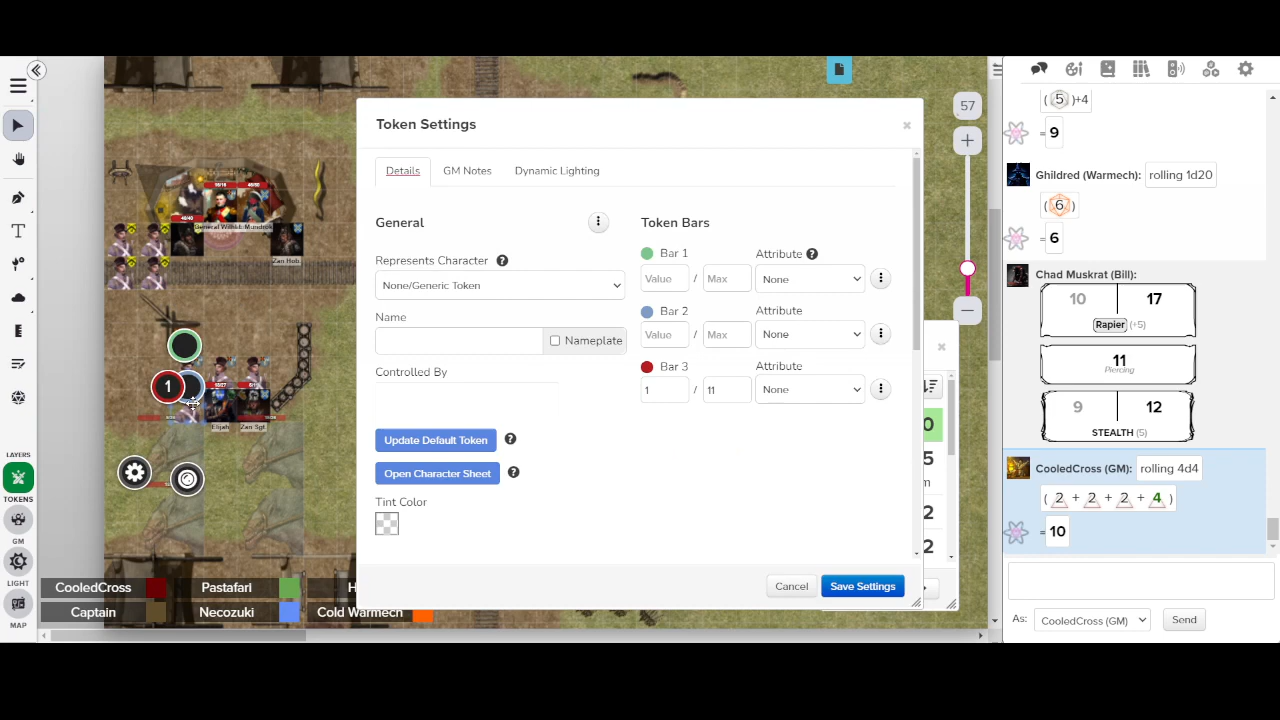 57
Token Settings
Details
GM Notes
Dynamic Lighting
General
Token Bars
Represents Character
None/Generic Token
Name
Nameplate
Controlled By
Update Default Token
Open Character Sheet
Tint Color
Bar 1
Attribute
Value / Max
None
Bar 2
Attribute
Value / Max
None
Bar 3
Attribute
1 / 11
None
Cancel
Save Settings
Zan Hob
1
Elijah
Zan Sgt
LAYERS
TOKENS
GM
LIGHT
MAP
CooledCross
Pastafari
H
Captain
Necozuki
Cold Warmech
0
5
m
2
2
(5)+4
= 9
Ghildred (Warmech): rolling 1d20
(6)
= 6
Chad Muskrat (Bill):
10 17
Rapier (+5)
11
Piercing
9 12
STEALTH (5)
CooledCross (GM): rolling 4d4
(2 + 2 + 2 + 4)
= 10
As: CooledCross (GM)
Send